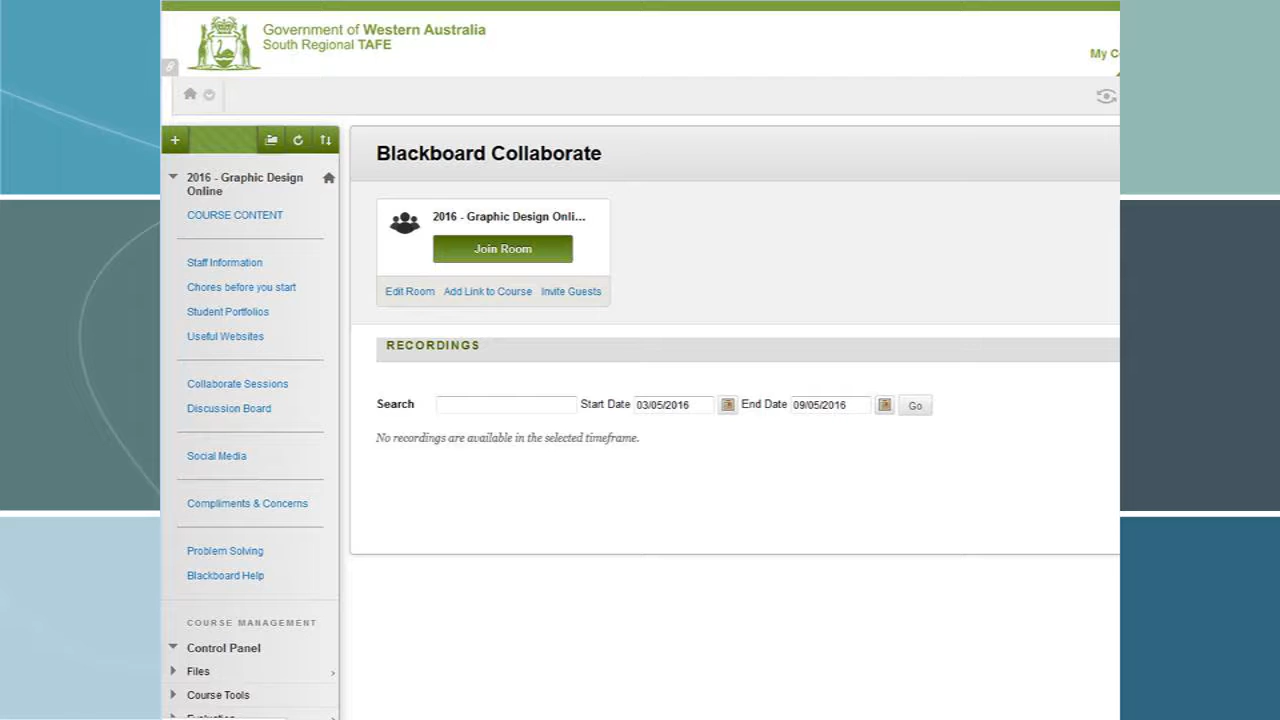 Government of Western Australia
South Regional TAFE
My C
2016 - Graphic Design
Online
COURSE CONTENT
Staff Information
Chores before you start
Student Portfolios
Useful Websites
Collaborate Sessions
Discussion Board
Social Media
Compliments & Concerns
Problem Solving
Blackboard Help
COURSE MANAGEMENT
Control Panel
Files
Course Tools
Evaluation
Blackboard Collaborate
2016 - Graphic Design Onli...
Join Room
Edit Room Add Link to Course Invite Guests
RECORDINGS
Search Start Date 03/05/2016 End Date 09/05/2016 Go
No recordings are available in the selected timeframe.